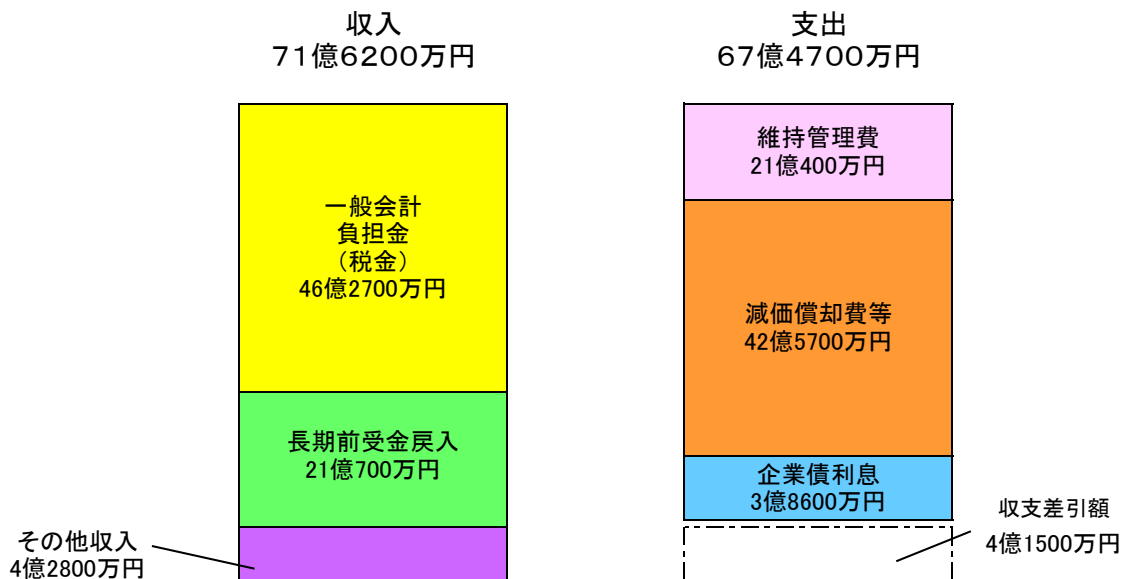 収入
71億6200万円
一般会計
負担金
（税金）
46億2700万円
長期前受金戻入
21億700万円
その他収入
4億2800万円
支出
67億4700万円
維持管理費
21億400万円
減価償却費等
42億5700万円
企業債利息
3億8600万円
収支差引額
4億1500万円